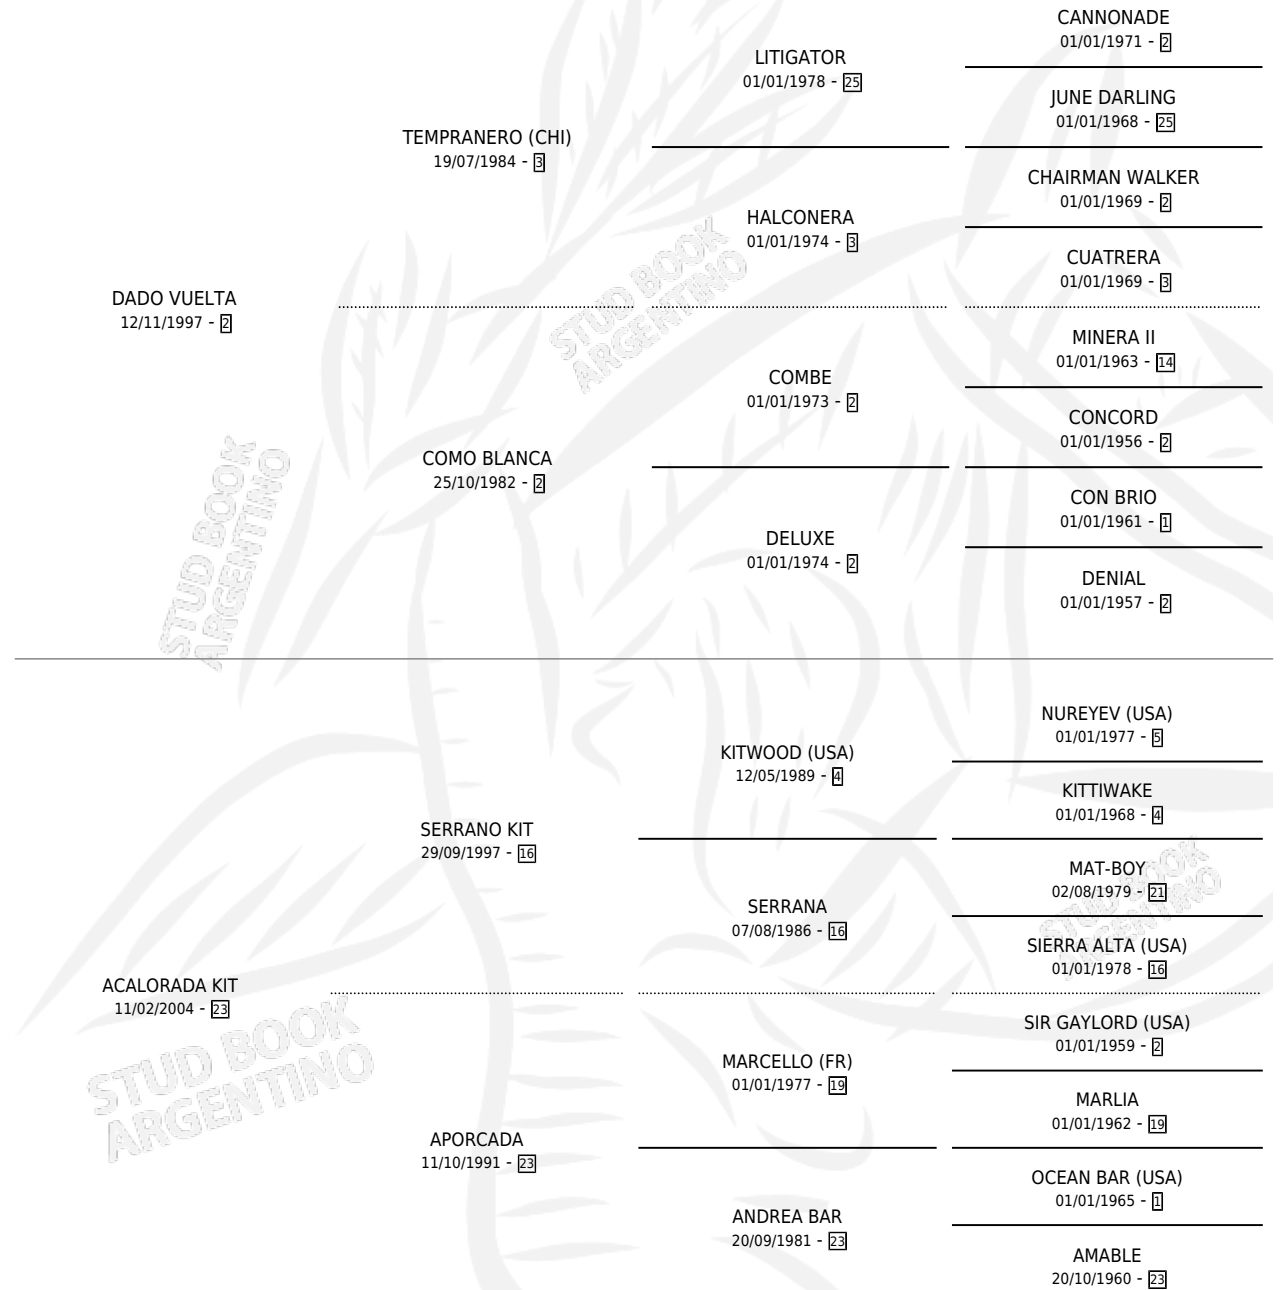 CANNONADE
01/01/1971 - 2
LITIGATOR
01/01/1978 - 25
JUNE DARLING
01/01/1968 - 25
TEMPRANERO (CHI)
19/07/1984 - 3
CHAIRMAN WALKER
01/01/1969 - 2
HALCONERA
01/01/1974 - 3
CUATRERA
01/01/1969 - 3
DADO VUELTA
12/11/1997 - 2
STUD BOOK
ARGENTINO
MINERA II
01/01/1963 - 14
COMBE
01/01/1973 - 2
CONCORD
01/01/1956 - 2
COMO BLANCA
25/10/1982 - 2
CON BRIO
01/01/1961 - 1
DELUXE
01/01/1974 - 2
DENIAL
01/01/1957 - 2
STUD BOOK
ARGENTINO
NUREYEV (USA)
01/01/1977 - 5
KITWOOD (USA)
12/05/1989 - 4
KITTIWAKE
01/01/1968 - 4
SERRANO KIT
29/09/1997 - 16
MAT-BOY
02/08/1979 - 21
SERRANA
07/08/1986 - 16
SIERRA ALTA (USA)
01/01/1978 - 16
STUD BOOK
ARGENTINO
ACALORADA KIT
11/02/2004 - 23
SIR GAYLORD (USA)
01/01/1959 - 2
MARCELLO (FR)
01/01/1977 - 19
MARLIA
01/01/1962 - 19
STUD BOOK
ARGENTINO
APORCADA
11/10/1991 - 23
OCEAN BAR (USA)
01/01/1965 - 1
ANDREA BAR
20/09/1981 - 23
AMABLE
20/10/1960 - 23